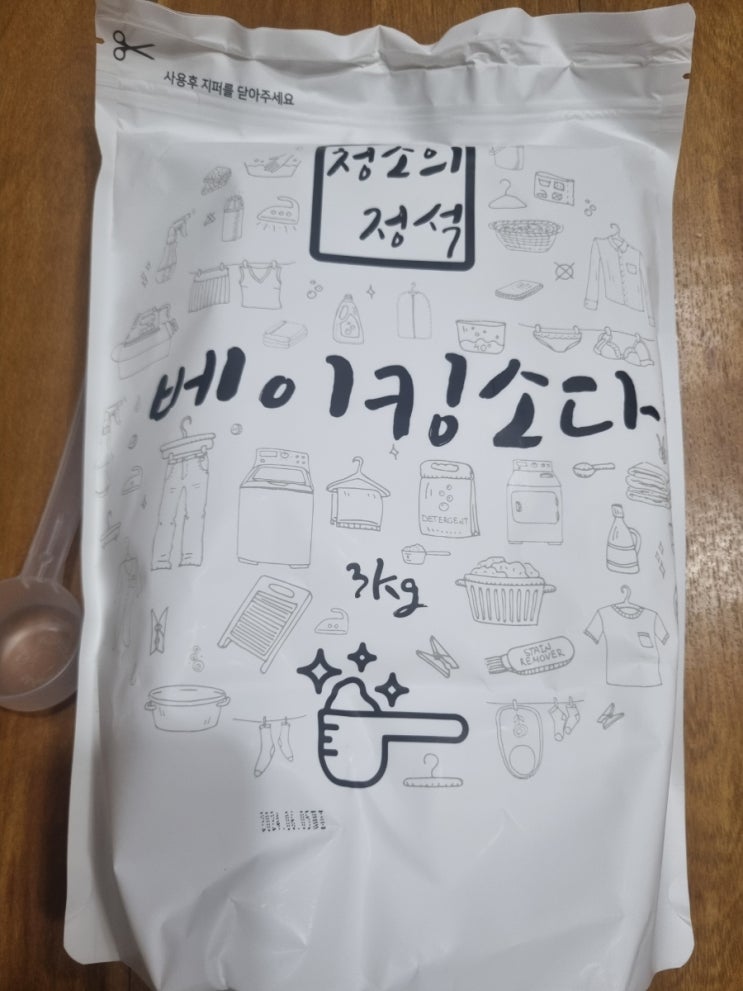 사용후 지퍼를 닫아주세요
청소의
정석
베이킹소다
DETERGENT
3kg
STAIN
REMOVER